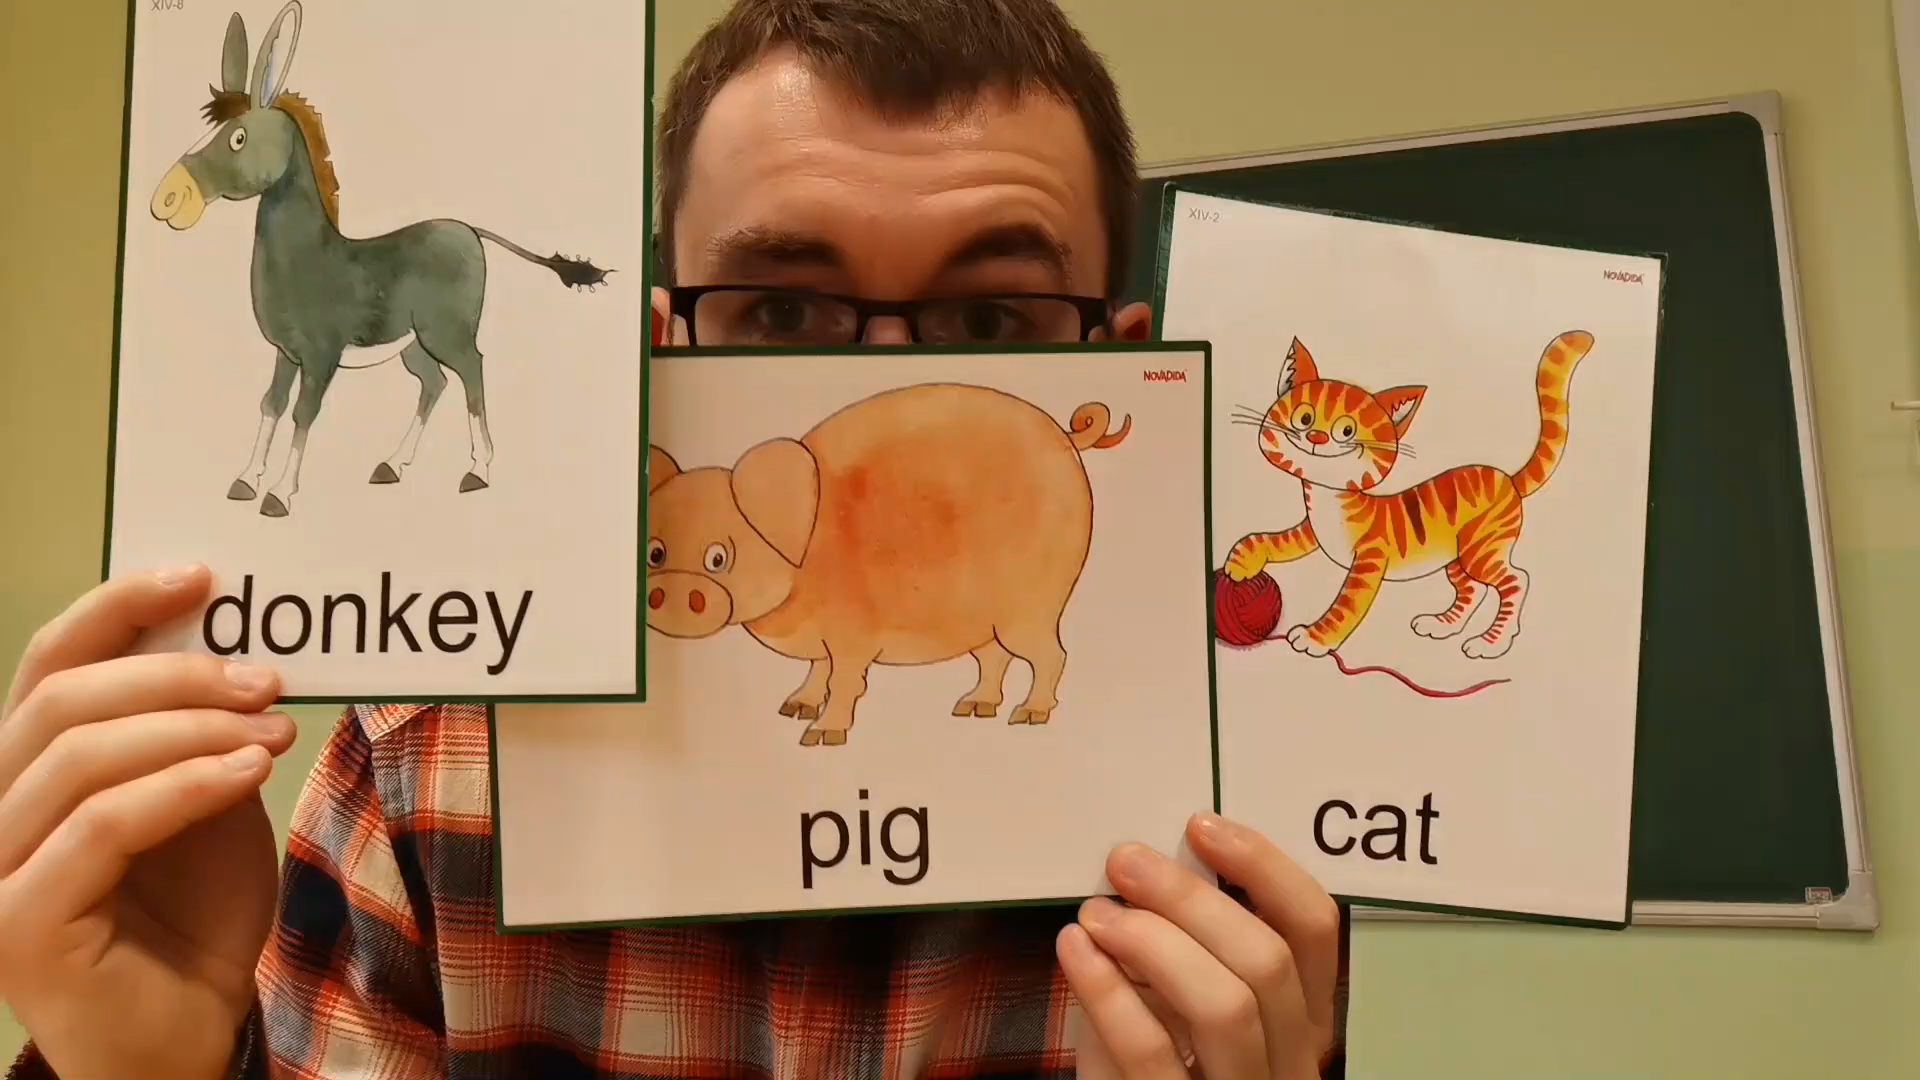 XIV-8
donkey
NOVADIDA
pig
XIV-2
NOVADIDA
cat